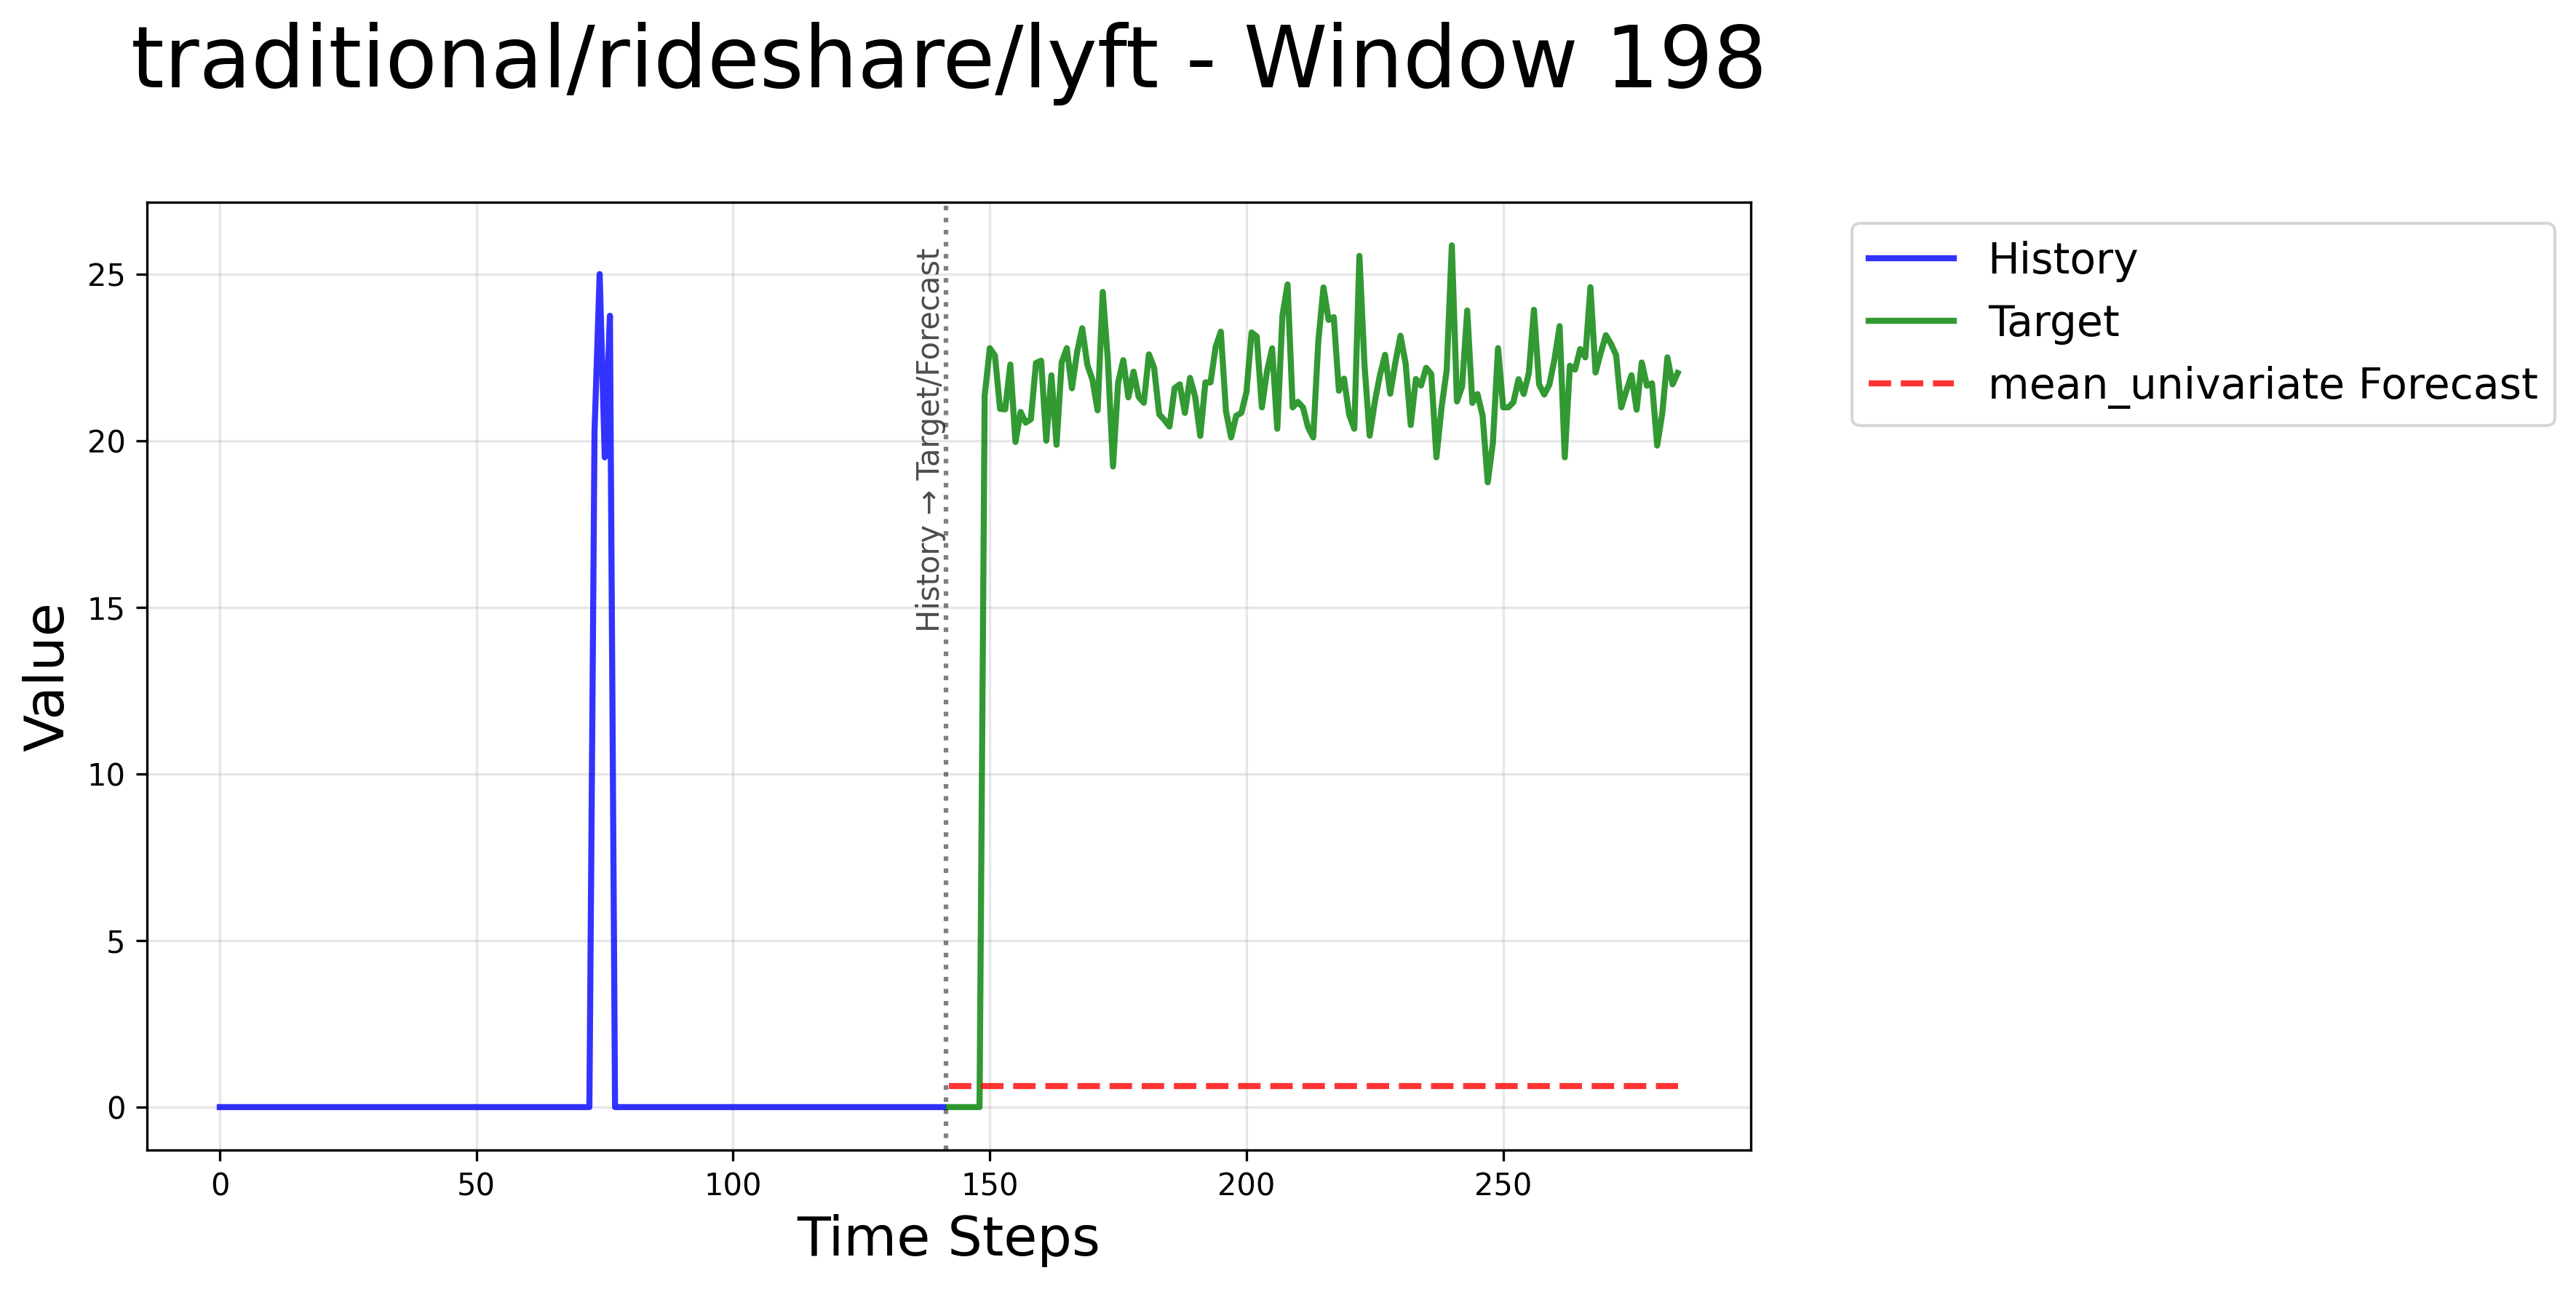 traditional/rideshare/lyft - Window 198
History
Target
mean_univariate Forecast
History → Target/Forecast
Value
25
20
15
10
5
0
0
50
100
150
200
250
Time Steps